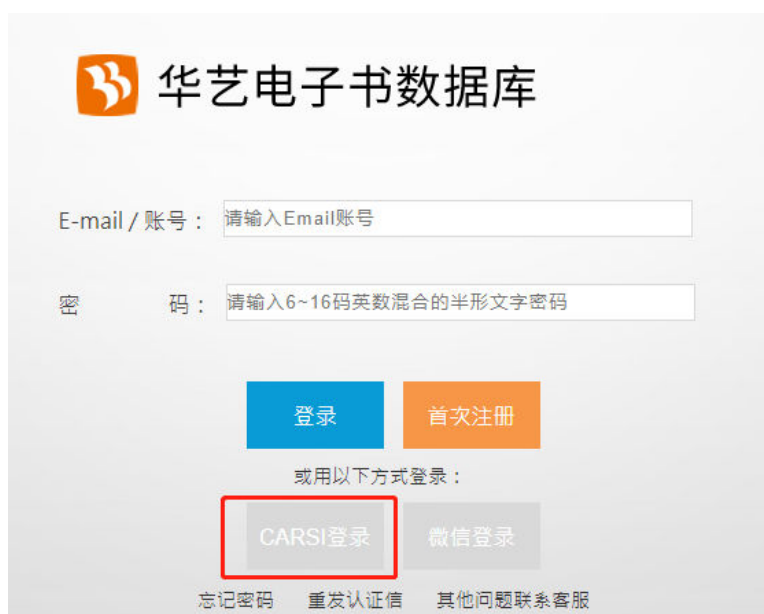 华艺电子书数据库
E-mail / 账号： 请输入Email账号
密 码： 请输入6~16码英数混合的半形文字密码
登录 首次注册
或用以下方式登录：
CARSI登录 微信登录
忘记密码 重发认证信 其他问题联系客服